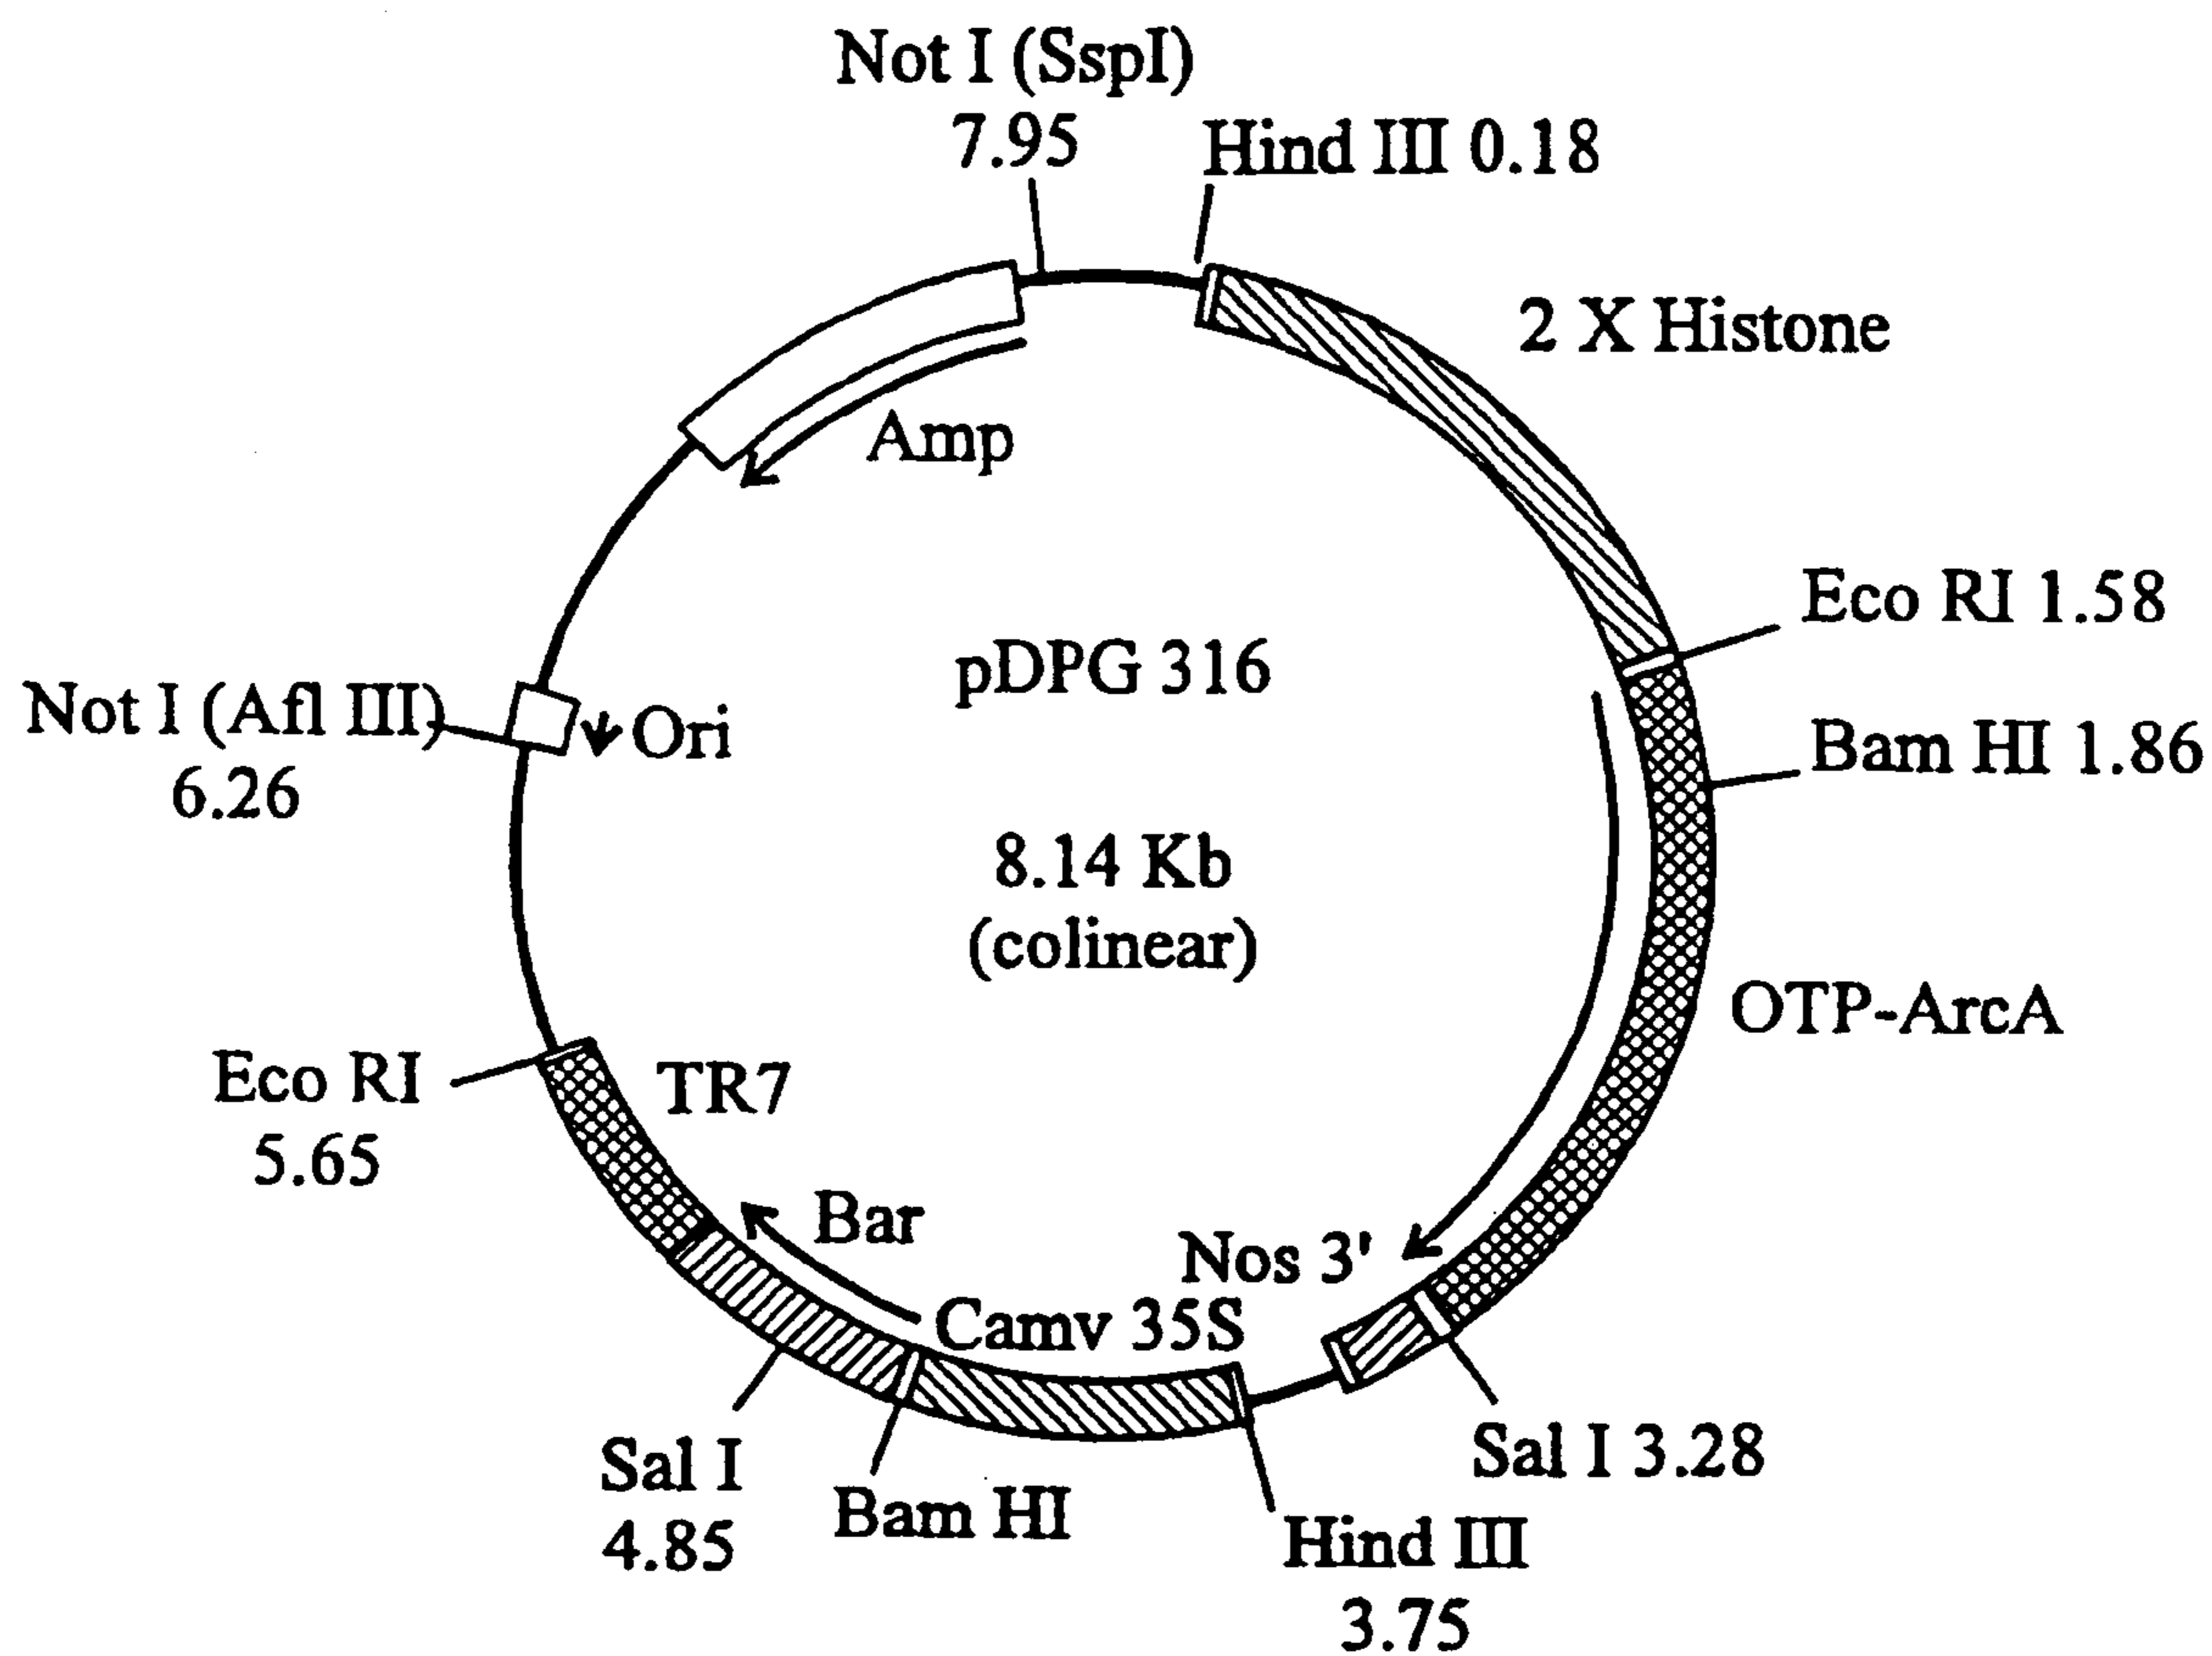 Not I (SspI)
7.95
Hind III 0.18
2 X Histone
Amp
Eco RI 1.58
pDPG 316
Bam HI 1.86
Not I (Afl III)
6.26
Ori
8.14 Kb
(colinear)
OTP-ArcA
Eco RI
5.65
TR7
Bar
Nos 3'
Camv 35S
Sal I 3.28
Sal I
4.85
Bam HI
Hind III
3.75